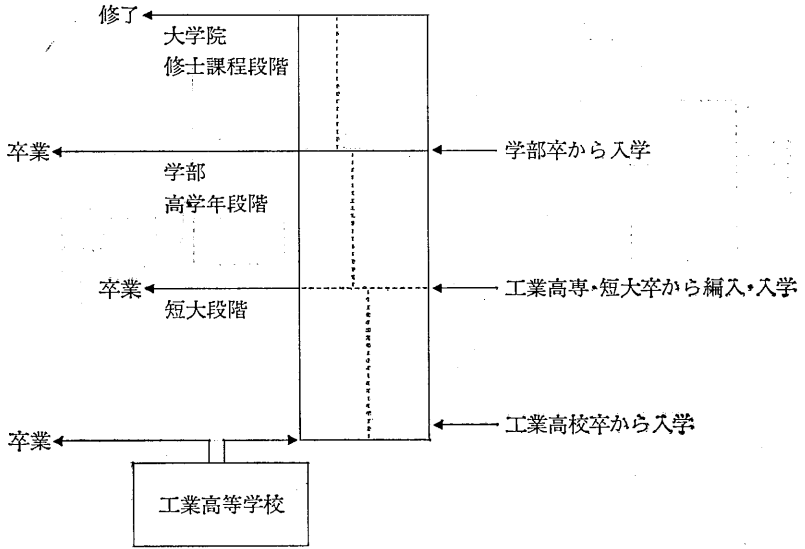 修了
大学院
修士課程段階
卒業
学部卒から入学
学部
高学年段階
卒業
工業高専・短大卒から編入・入学
短大段階
工業高校卒から入学
卒業
工業高等学校